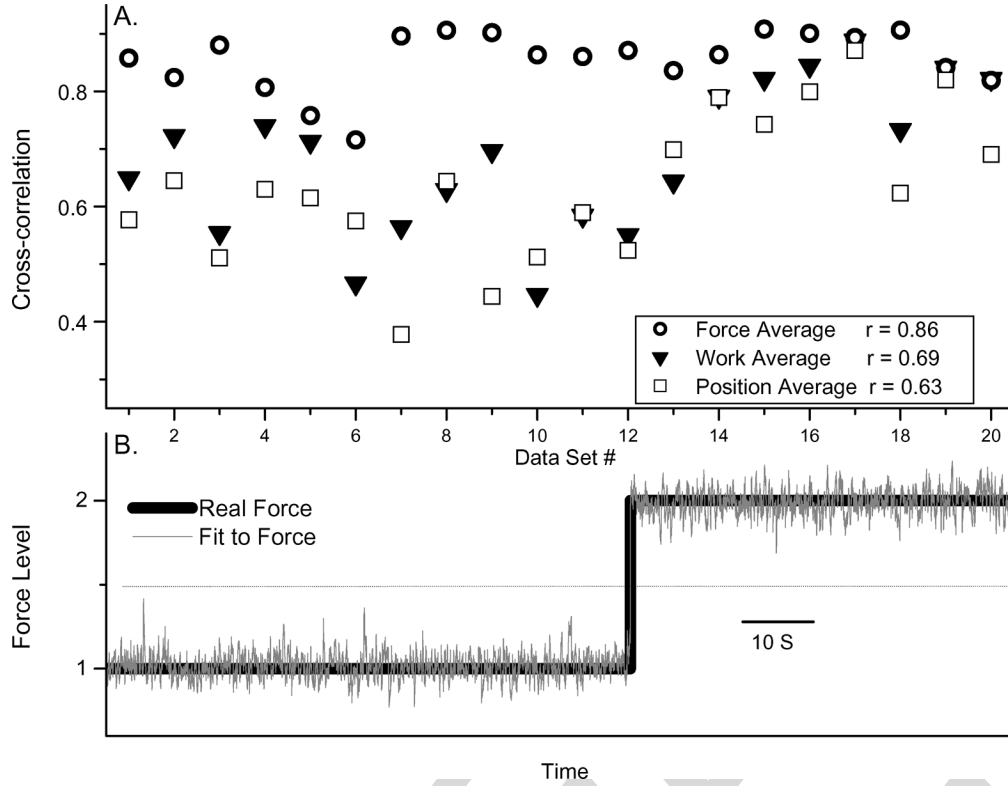 A.
0.8
0.6
0.4
Cross-correlation
Force Average r = 0.86
Work Average r = 0.69
Position Average r = 0.63
2 4 6 8 10 12 14 16 18 20
Data Set #
B.
2
1
Force Level
Real Force
Fit to Force
10 S
Time